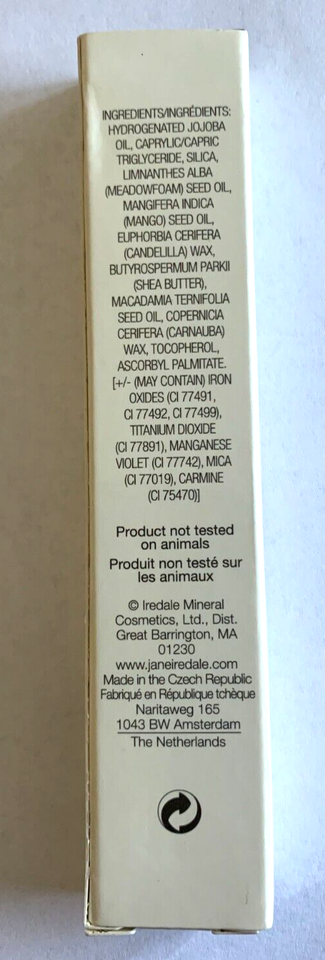 INGREDIENTS/INGRÉDIENTS:
HYDROGENATED JOJOBA
OIL, CAPRYLIC/CAPRIC
TRIGLYCERIDE, SILICA,
LIMNANTHES ALBA
(MEADOWFOAM) SEED OIL,
MANGIFERA INDICA
(MANGO) SEED OIL,
EUPHORBIA CERIFERA
(CANDELILLA) WAX,
BUTYROSPERMUM PARKII
(SHEA BUTTER),
MACADAMIA TERNIFOLIA
SEED OIL, COPERNICIA
CERIFERA (CARNAUBA)
WAX, TOCOPHEROL,
ASCORBYL PALMITATE.
[+/- (MAY CONTAIN) IRON
OXIDES (CI 77491,
CI 77492, CI 77499),
TITANIUM DIOXIDE
(CI 77891), MANGANESE
VIOLET (CI 77742), MICA
(CI 77019), CARMINE
(CI 75470)]
Product not tested
on animals
Produit non testé sur
les animaux
© Iredale Mineral
Cosmetics, Ltd., Dist.
Great Barrington, MA
01230
www.janeiredale.com
Made in the Czech Republic
Fabriqué en République tchèque
Naritaweg 165
1043 BW Amsterdam
The Netherlands